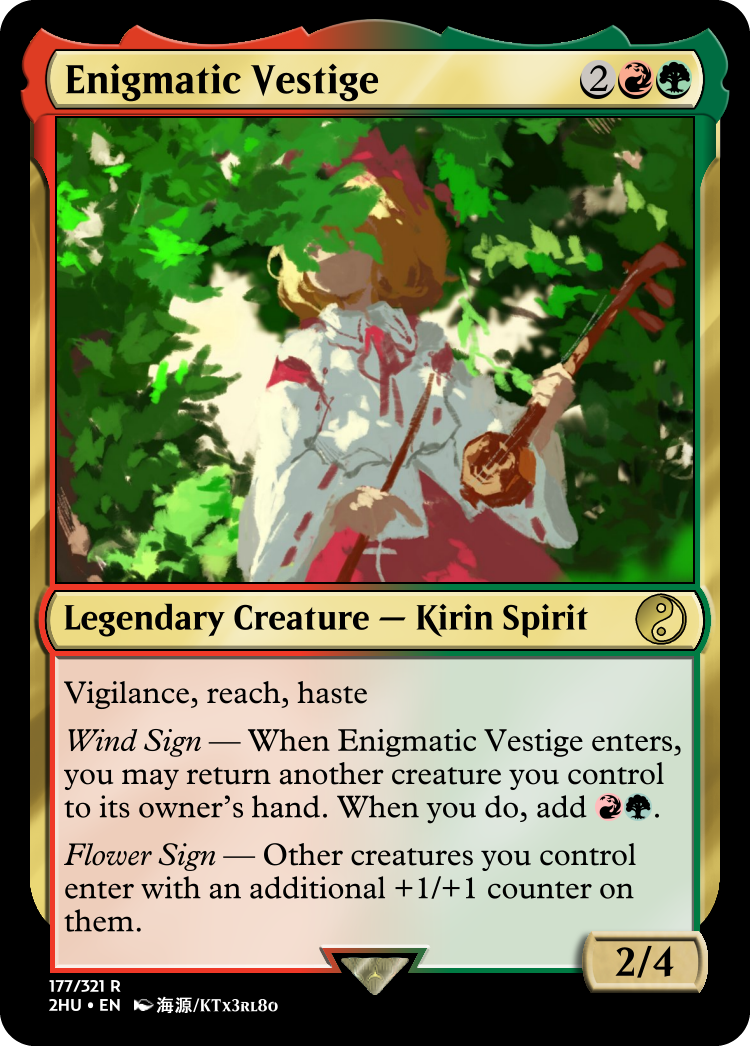 Enigmatic Vestige 2
Legendary Creature — Kirin Spirit
Vigilance, reach, haste
Wind Sign — When Enigmatic Vestige enters,
you may return another creature you control
to its owner's hand. When you do, add .
Flower Sign — Other creatures you control
enter with an additional +1/+1 counter on
them.
2/4
177/321 R
2HU • EN 海源/KTx3rl8o